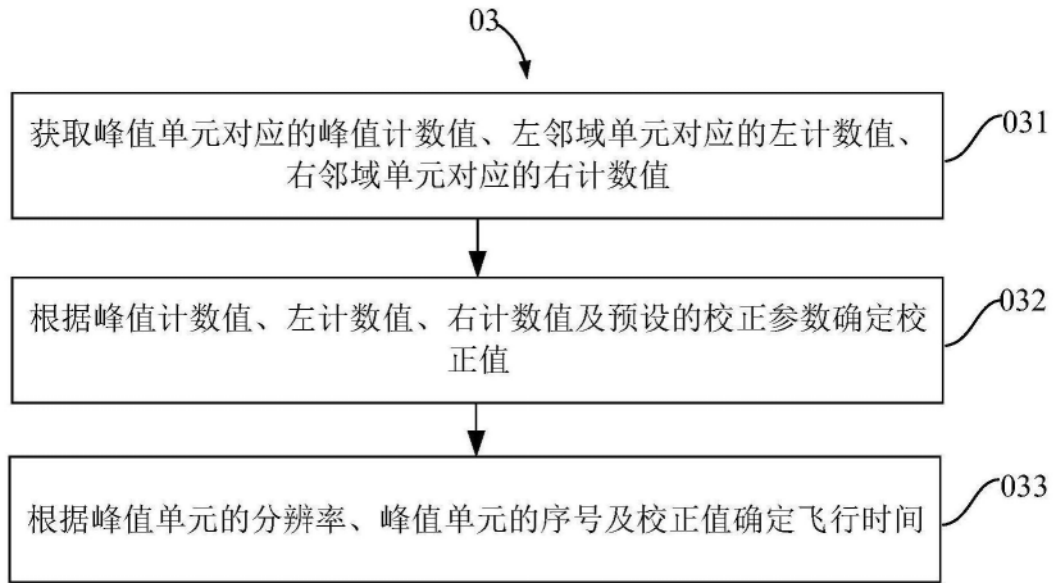 03
获取峰值单元对应的峰值计数值、左邻域单元对应的左计数值、
右邻域单元对应的右计数值
031
根据峰值计数值、左计数值、右计数值及预设的校正参数确定校
正值
032
根据峰值单元的分辨率、峰值单元的序号及校正值确定飞行时间
033